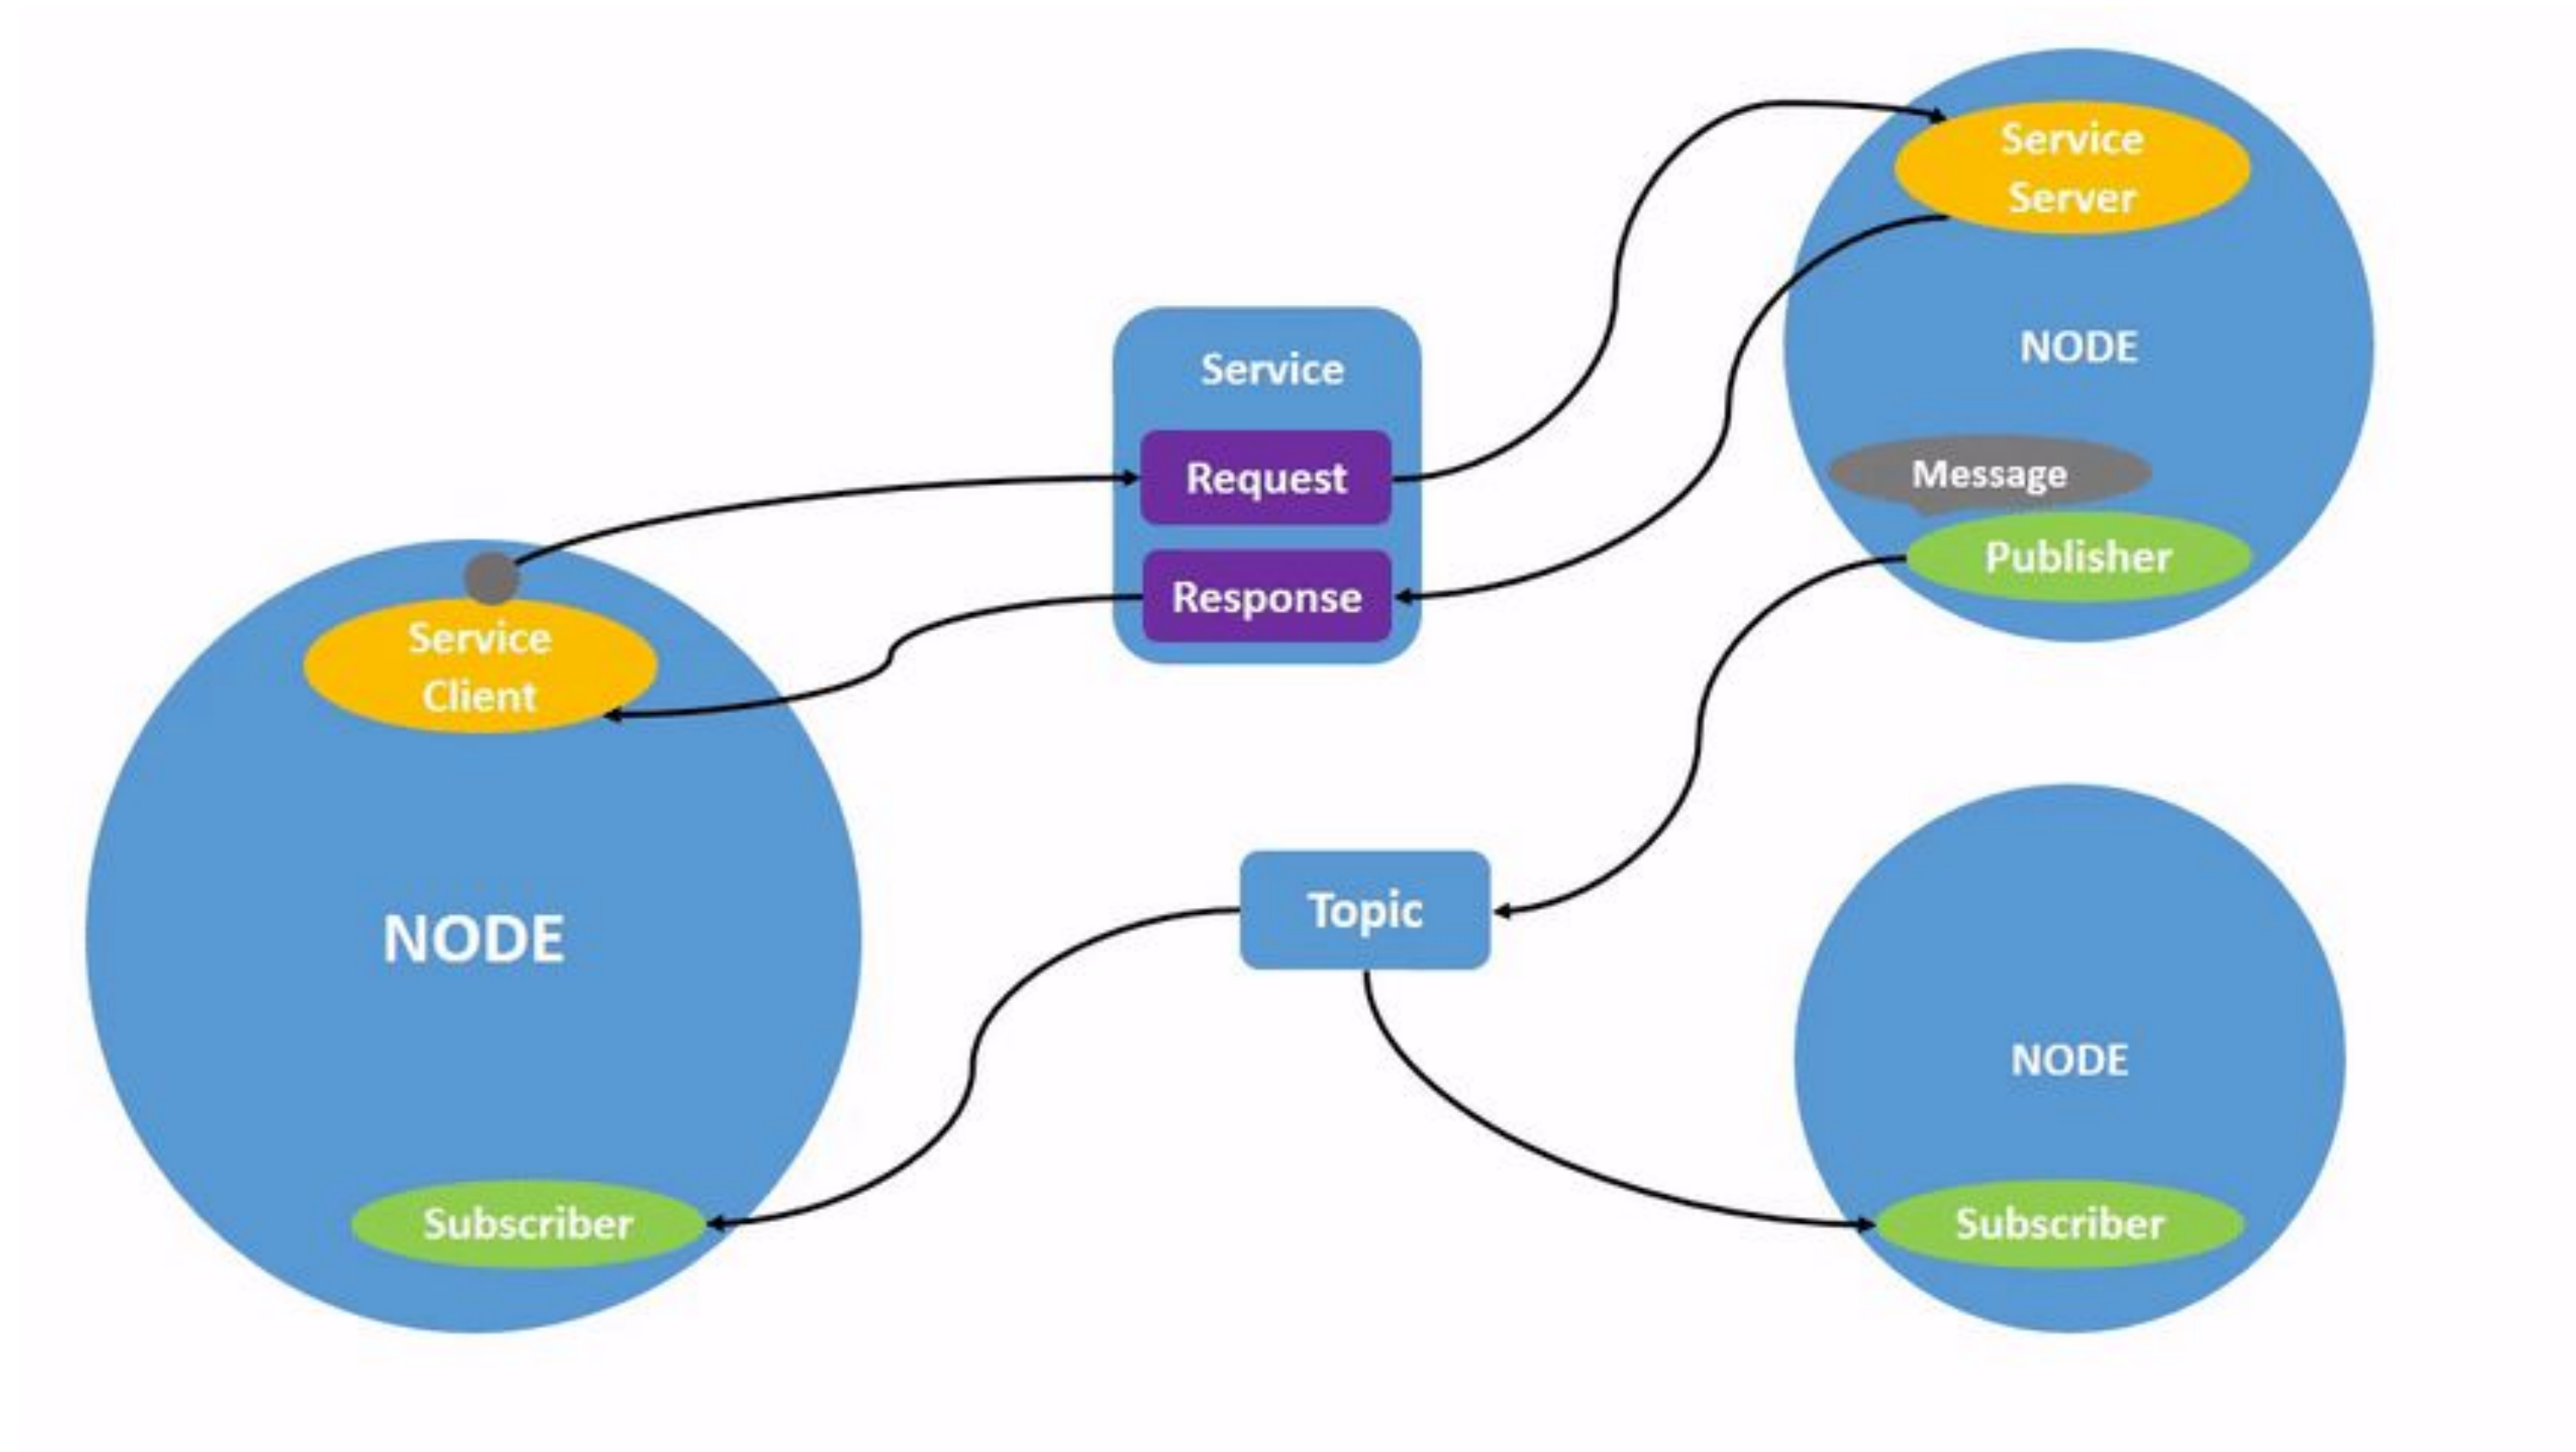 Service
Server
NODE
Message
Publisher
Service
Request
Response
Service
Client
NODE
Subscriber
Topic
NODE
Subscriber